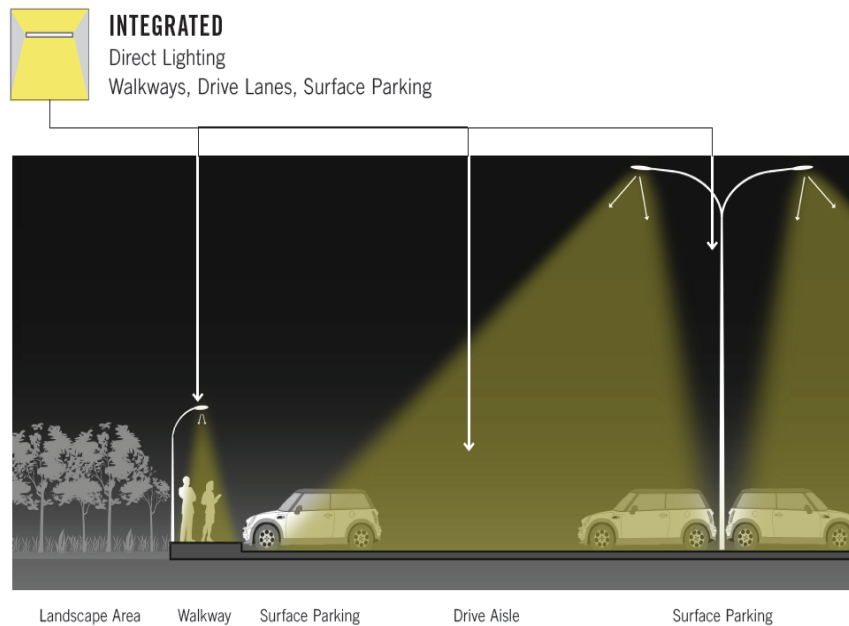 INTEGRATED
Direct Lighting
Walkways, Drive Lanes, Surface Parking
Landscape Area
Walkway
Surface Parking
Drive Aisle
Surface Parking